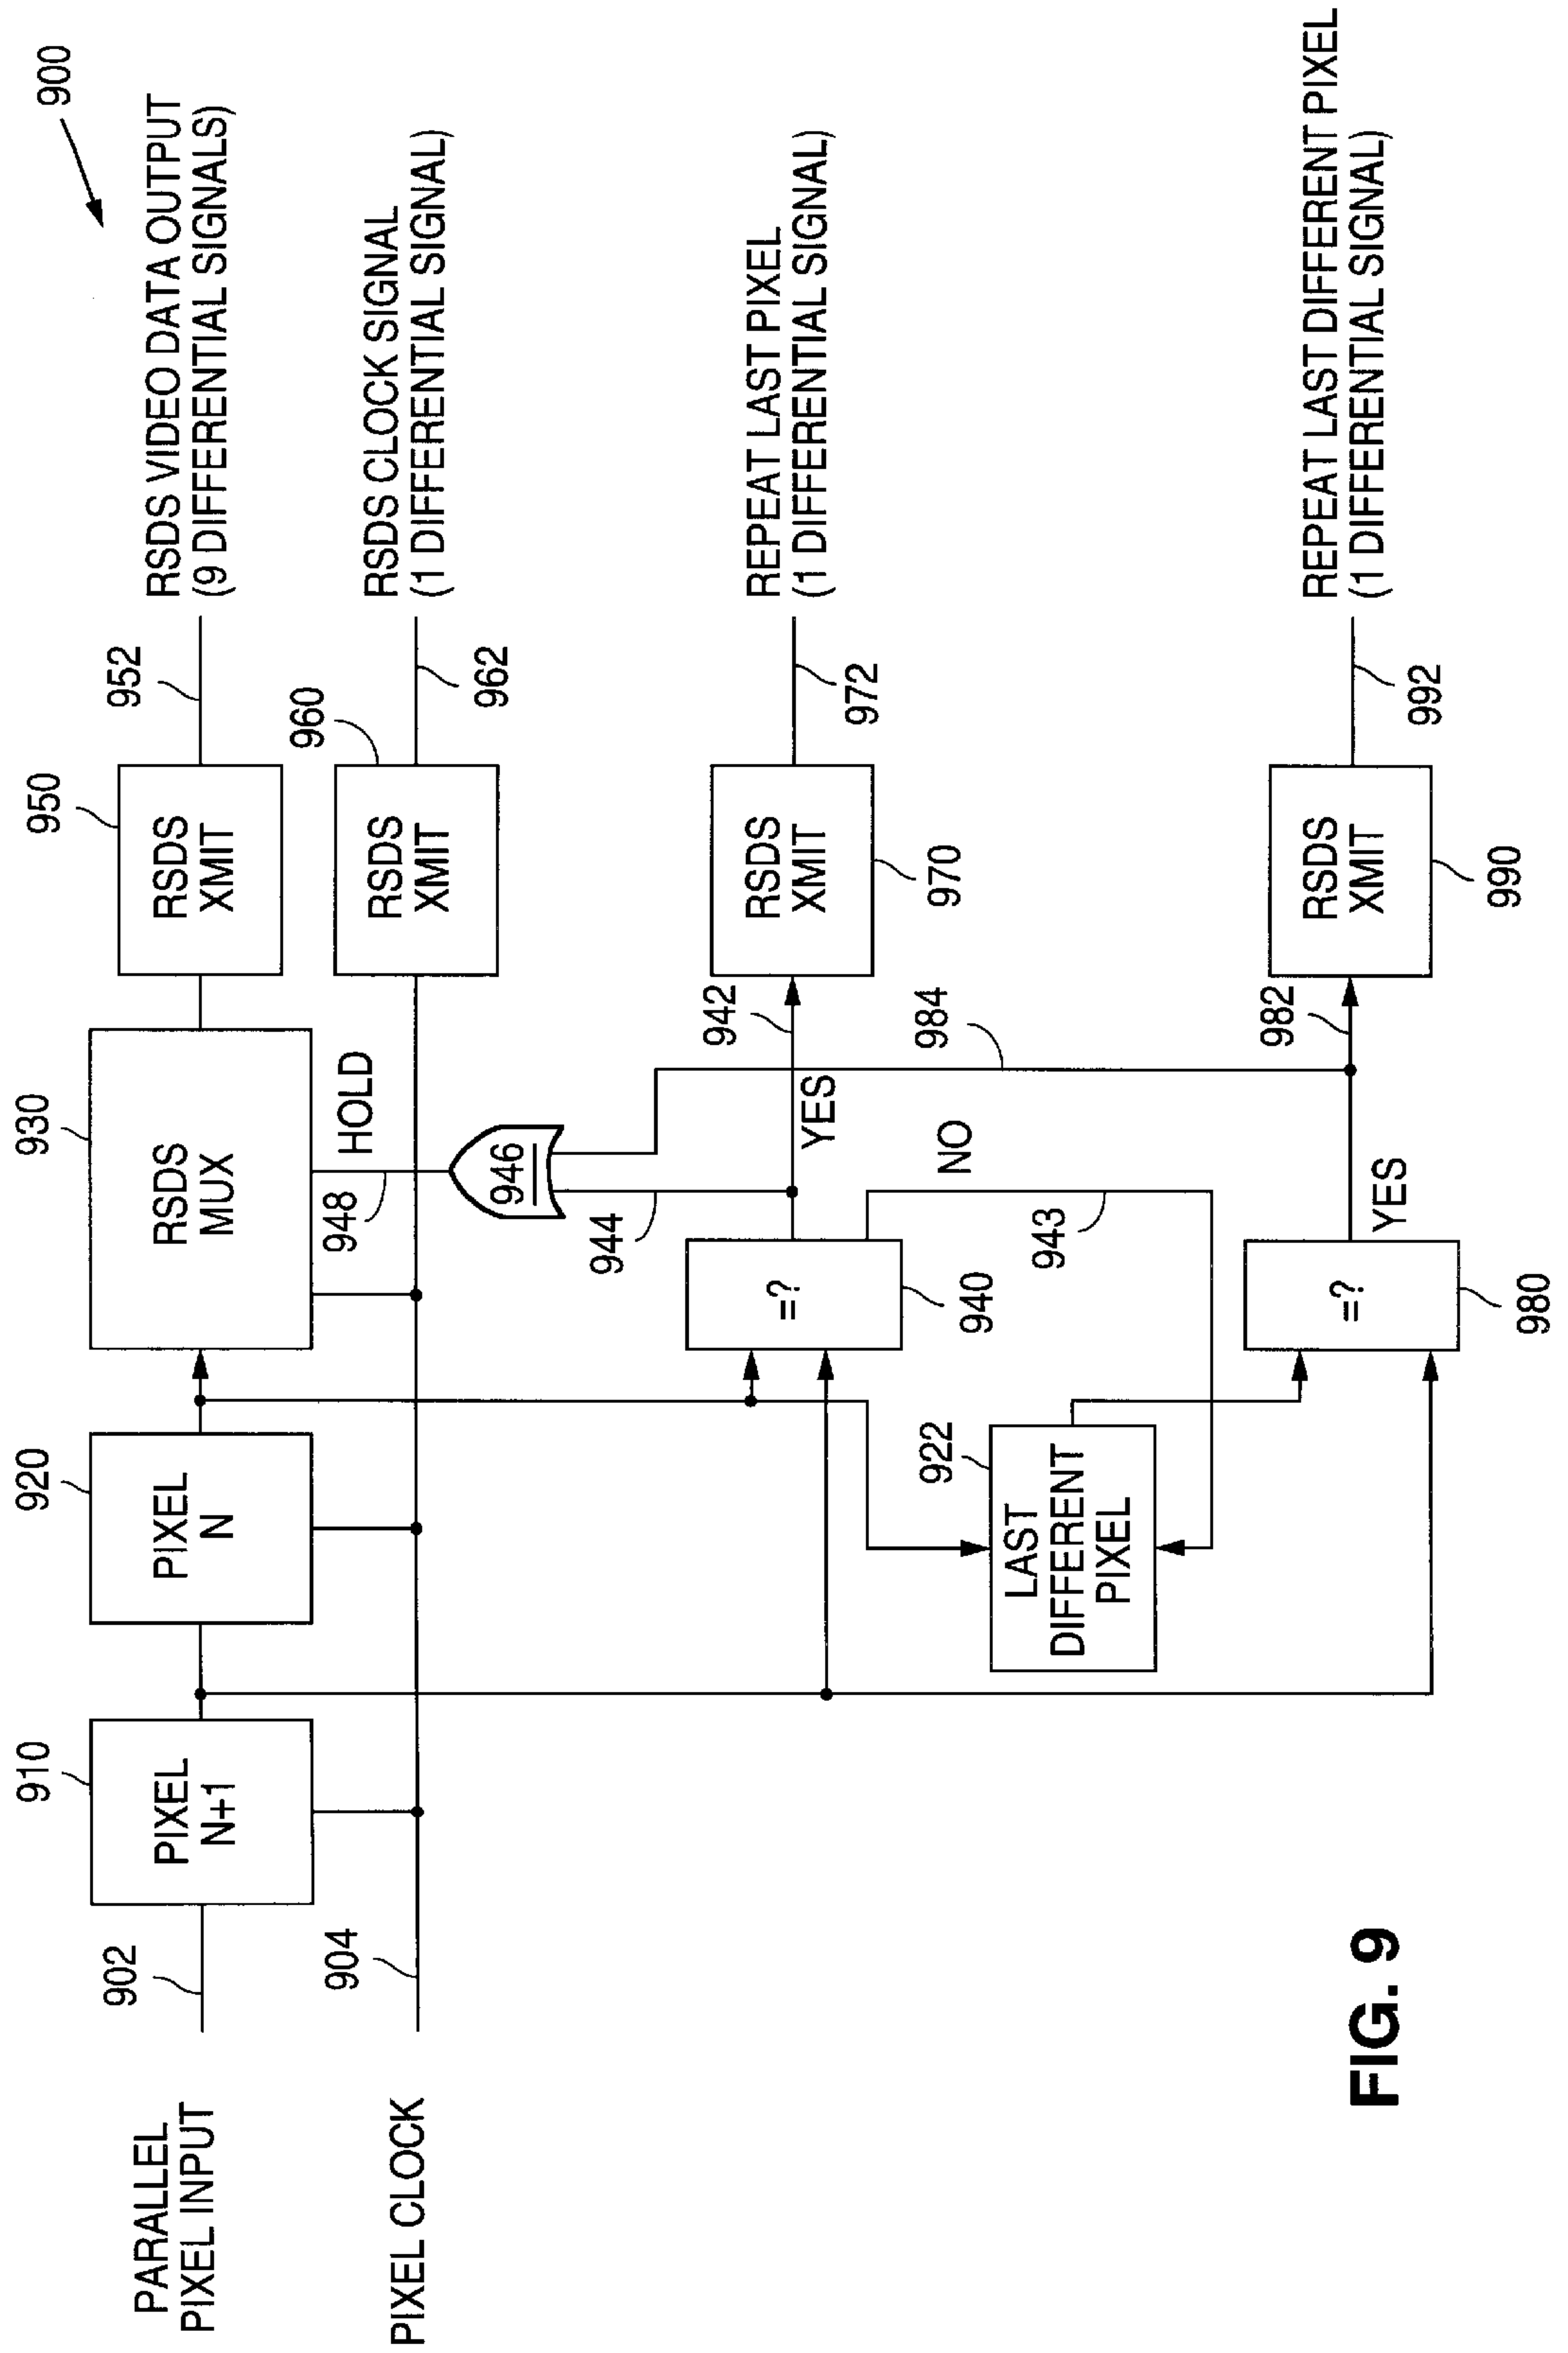 900
RSDS VIDEO DATA OUTPUT
(9 DIFFERENTIAL SIGNALS)
RSDS CLOCK SIGNAL
(1 DIFFERENTIAL SIGNAL)
REPEAT LAST PIXEL
(1 DIFFERENTIAL SIGNAL)
REPEAT LAST DIFFERENT PIXEL
(1 DIFFERENTIAL SIGNAL)
952
962
972
992
950
RSDS
XMIT
960
RSDS
XMIT
RSDS
XMIT
970
RSDS
XMIT
990
930
RSDS
MUX
HOLD
948
946
944
942
YES
984
NO
943
982
YES
=?
940
=?
980
920
PIXEL
N
922
LAST
DIFFERENT
PIXEL
910
PIXEL
N+1
902
904
PARALLEL
PIXEL INPUT
PIXEL CLOCK
FIG. 9